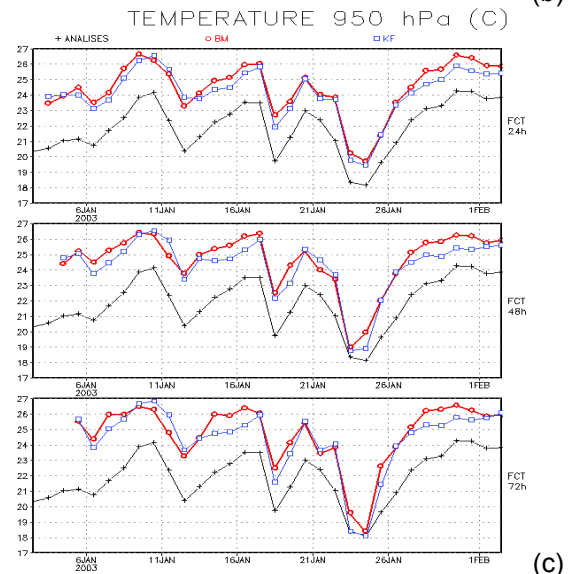 (b)
TEMPERATURE 950 hPa (C)
ANALISES BM KF
27
26
25
24
23
22
21
20
19
18
17
6JAN 11JAN 16JAN 21JAN 26JAN 1FEB
2003
FCT
24h
27
26
25
24
23
22
21
20
19
18
17
6JAN 11JAN 16JAN 21JAN 26JAN 1FEB
2003
FCT
48h
27
26
25
24
23
22
21
20
19
18
17
6JAN 11JAN 16JAN 21JAN 26JAN 1FEB
2003
FCT
72h
(c)